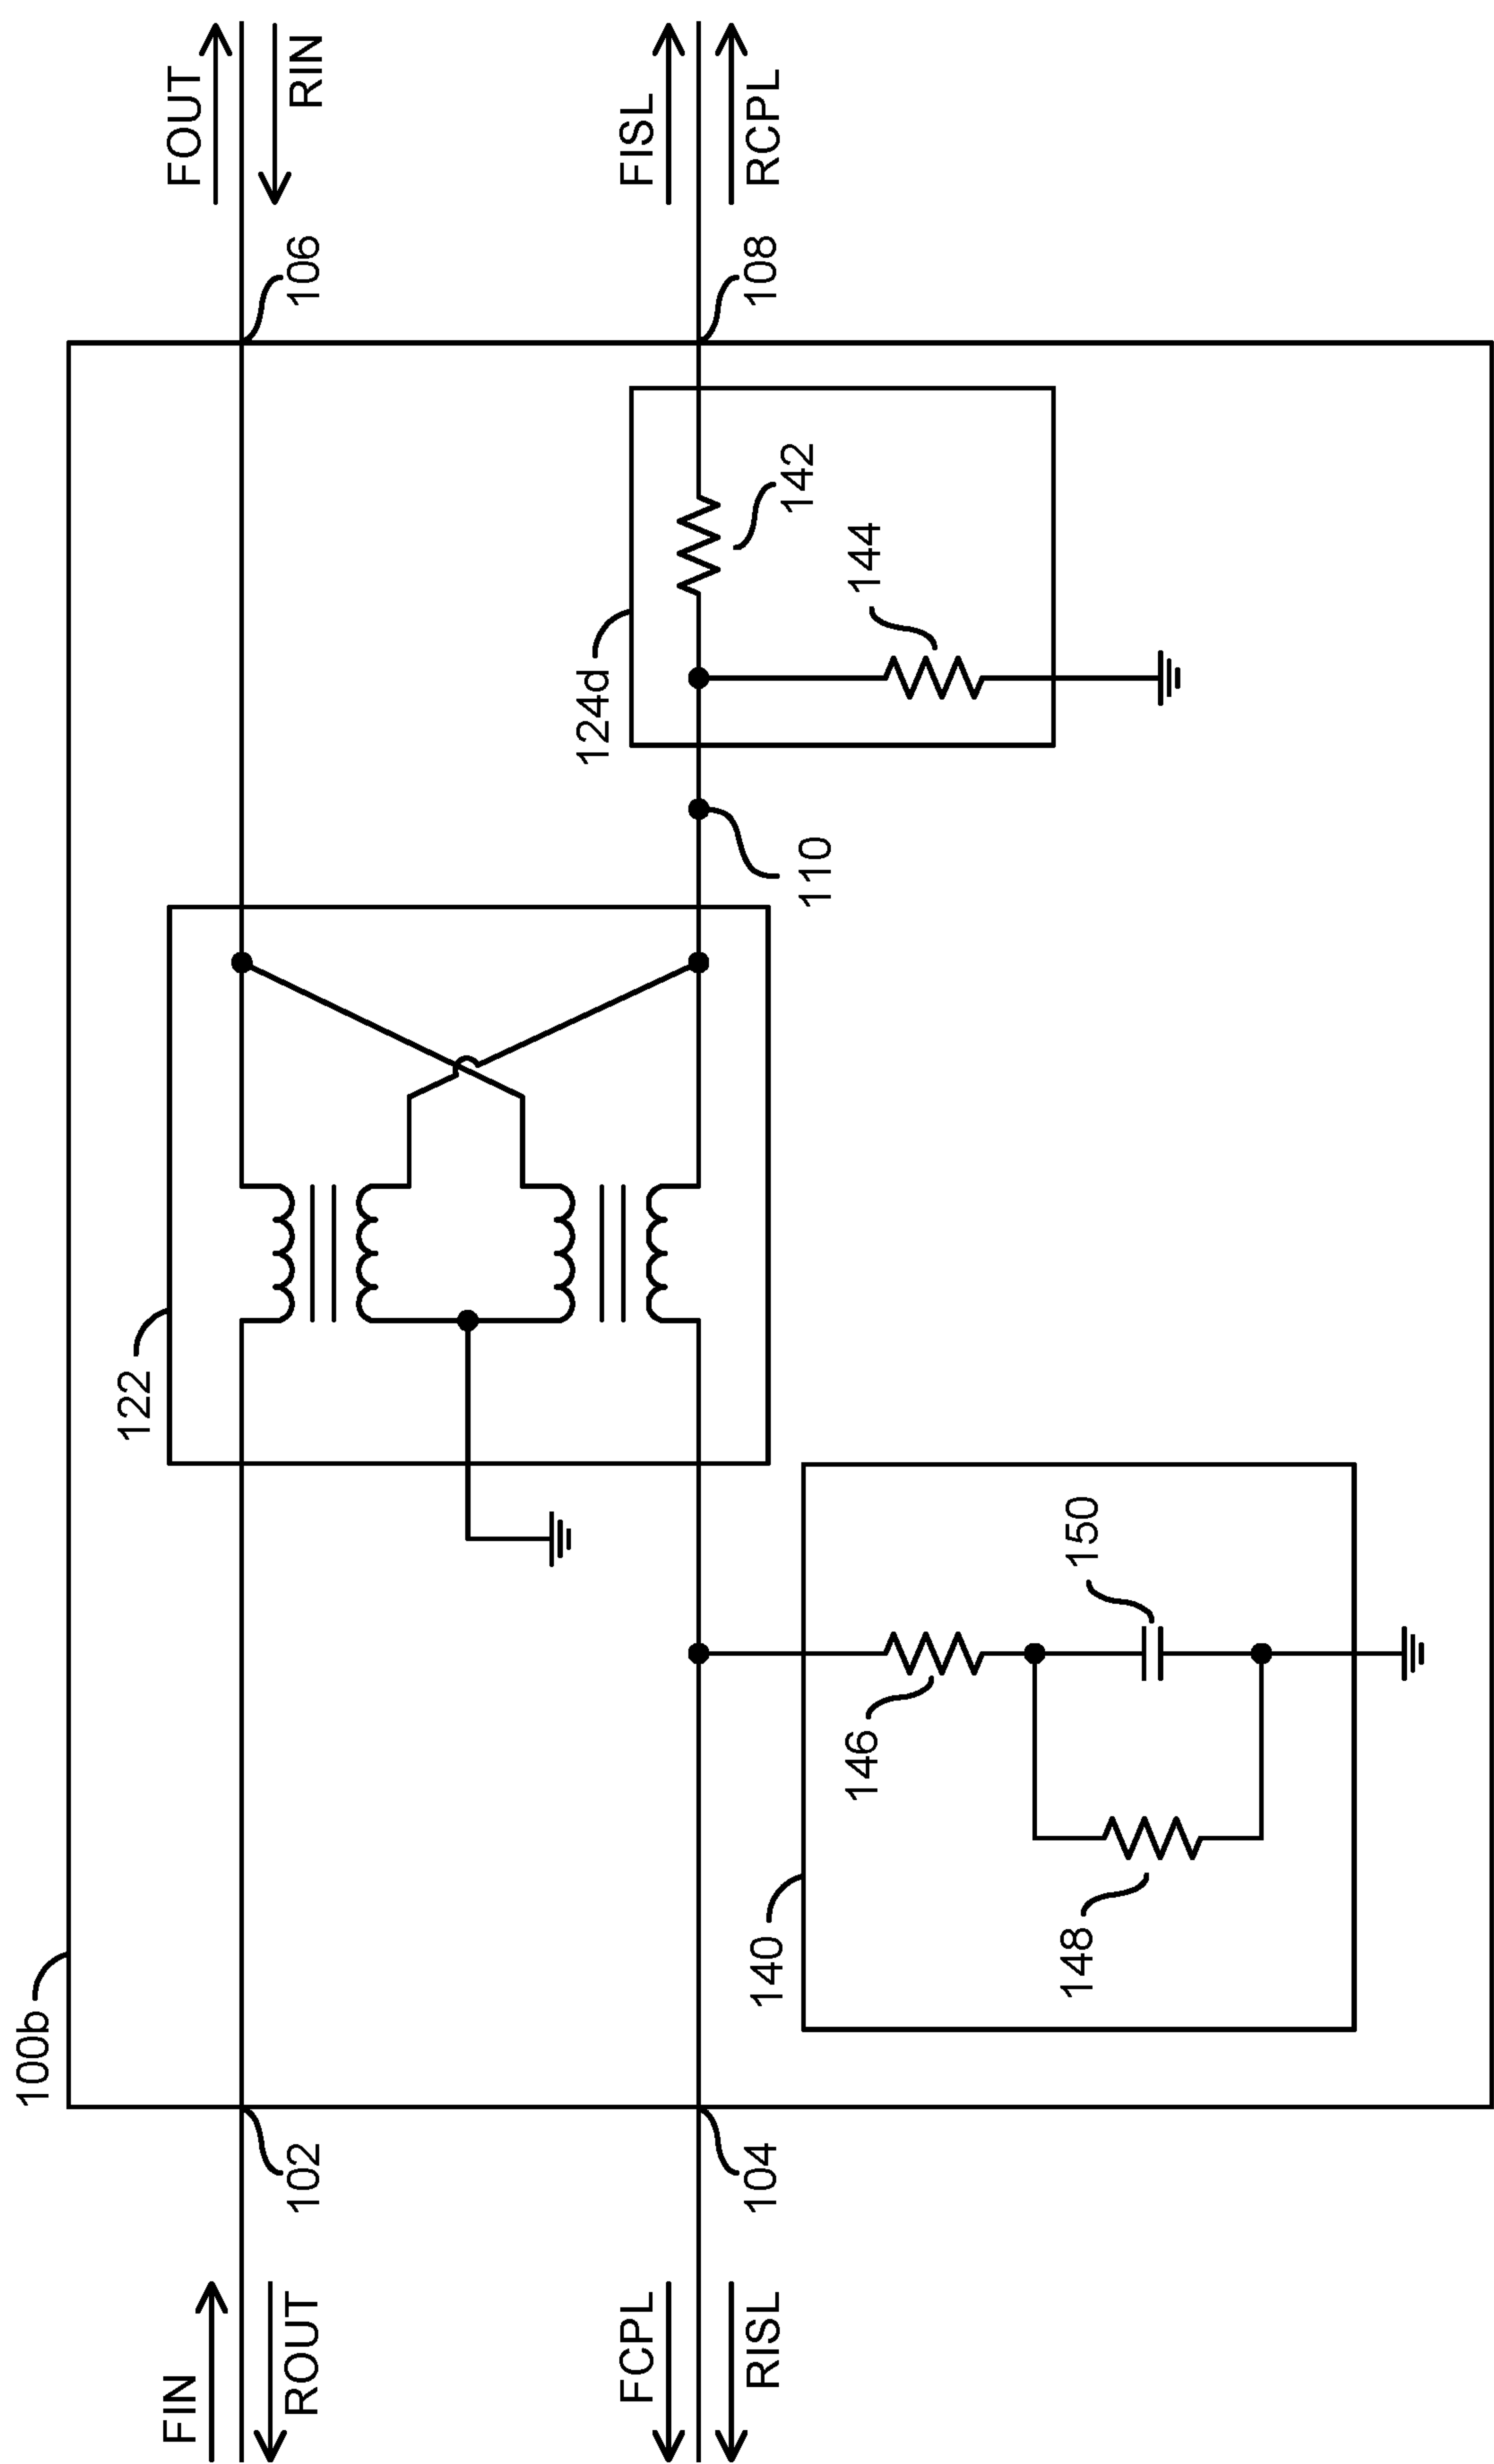 100b
FIN
ROUT
102
122
106
FOUT
RIN
FCPL
RISL
104
110
124d
142
144
108
FISL
RCPL
140
146
148
150